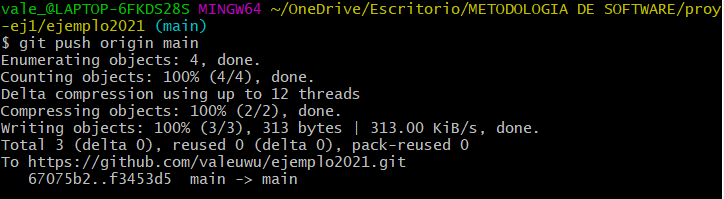 vale_@LAPTOP-6FKDS28S MINGW64 ~/OneDrive/Escritorio/METODOLOGIA DE SOFTWARE/proy
-ej1/ejemplo2021 (main)
$ git push origin main
Enumerating objects: 4, done.
Counting objects: 100% (4/4), done.
Delta compression using up to 12 threads
Compressing objects: 100% (2/2), done.
Writing objects: 100% (3/3), 313 bytes | 313.00 KiB/s, done.
Total 3 (delta 0), reused 0 (delta 0), pack-reused 0
To https://github.com/valeuwu/ejemplo2021.git
   67075b2..f3453d5  main -> main